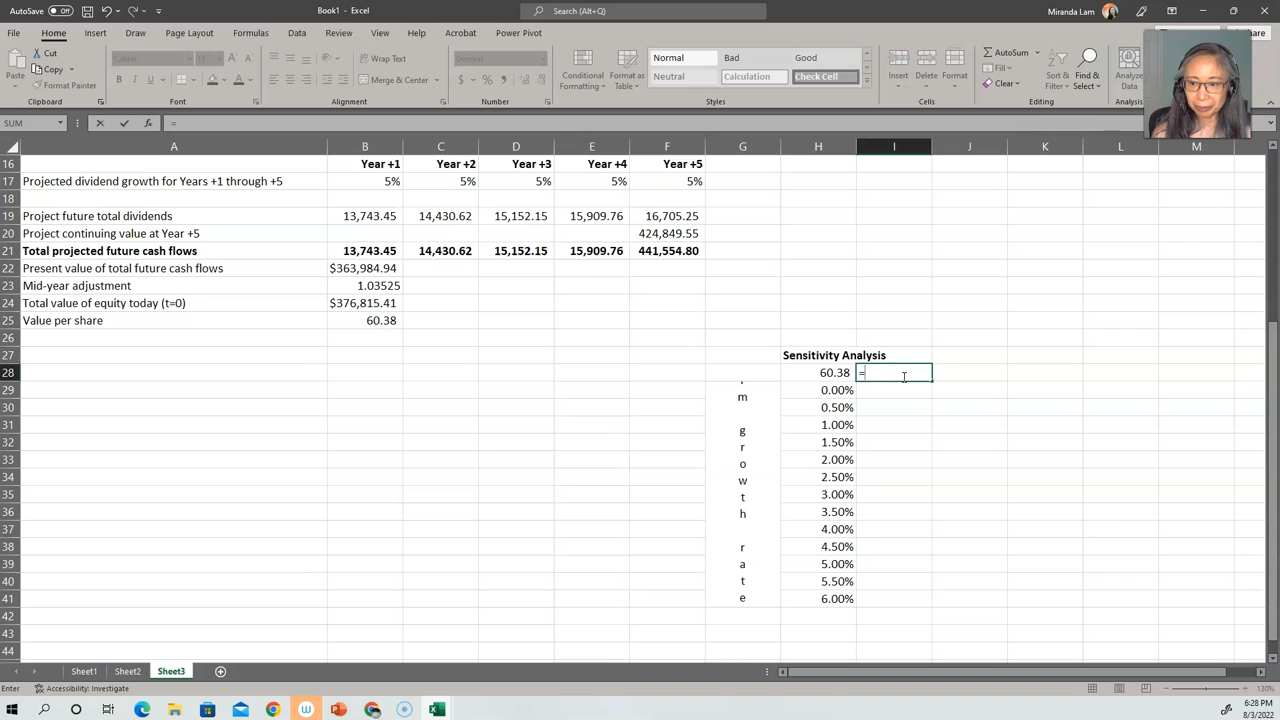 AutoSave Off Book1 - Excel Search (Alt+Q) Miranda Lam
File Home Insert Draw Page Layout Formulas Data Review View Help Acrobat Power Pivot
Cut Copy Format Painter Paste Clipboard
Calibri 11 B I U A Font
Wrap Text Merge & Center Alignment
General $ % Number
Conditional Formatting Format as Table
Normal Bad Good
Neutral Calculation Check Cell
Styles
Insert Delete Format Cells
AutoSum Fill Clear Sort & Filter Find & Select Editing
Analyze Data Analysis
SUM =
A B C D E F G H I J K L M
16 Year +1 Year +2 Year +3 Year +4 Year +5
17 Projected dividend growth for Years +1 through +5 5% 5% 5% 5% 5%
18
19 Project future total dividends 13,743.45 14,430.62 15,152.15 15,909.76 16,705.25
20 Project continuing value at Year +5 424,849.55
21 Total projected future cash flows 13,743.45 14,430.62 15,152.15 15,909.76 441,554.80
22 Present value of total future cash flows $363,984.94
23 Mid-year adjustment 1.03525
24 Total value of equity today (t=0) $376,815.41
25 Value per share 60.38
26
27 Sensitivity Analysis
28 60.38 =
29 m 0.00%
30 0.50%
31 g 1.00%
32 r 1.50%
33 o 2.00%
34 w 2.50%
35 t 3.00%
36 h 3.50%
37 4.00%
38 r 4.50%
39 a 5.00%
40 t 5.50%
41 e 6.00%
42
43
44
Sheet1 Sheet2 Sheet3
Enter Accessibility: Investigate 130%
6:28 PM
8/3/2022